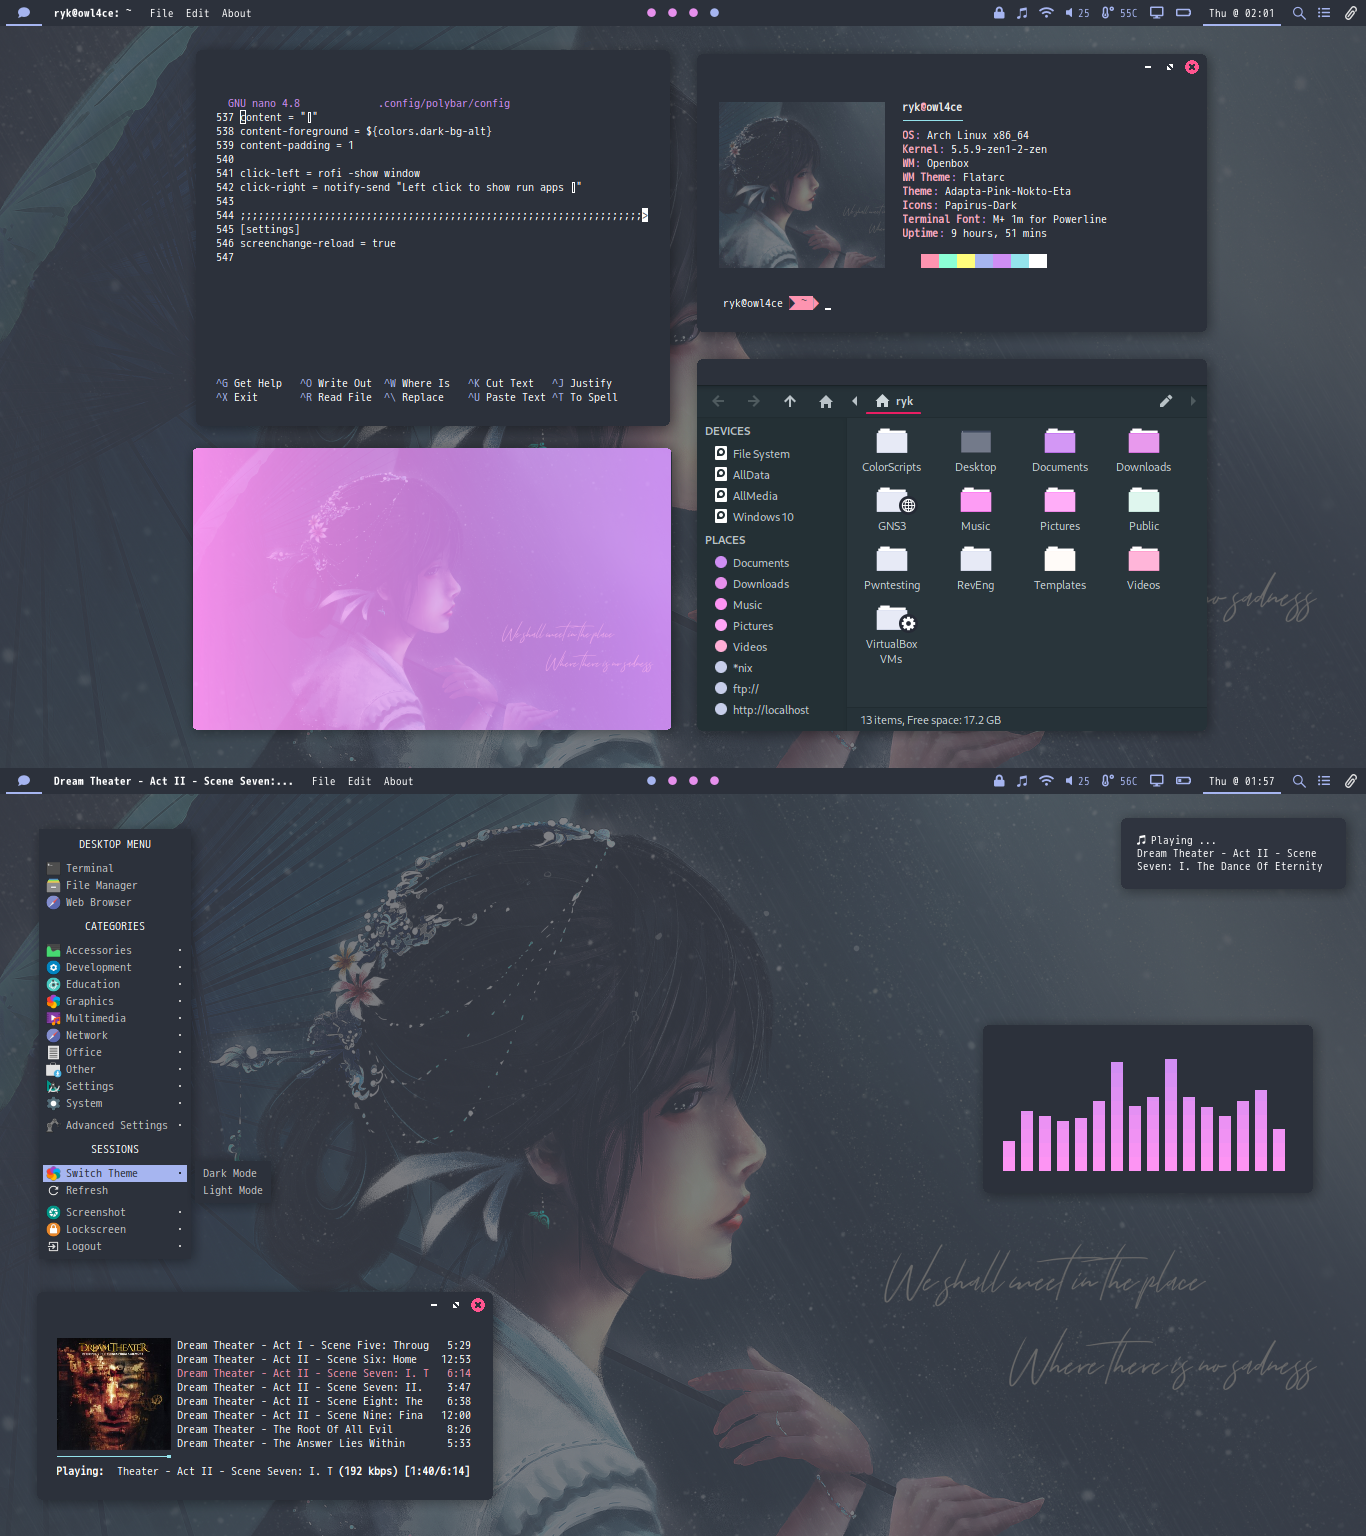 ryk@owl4ce: ~ File Edit About
25 55C Thu @ 02:01
GNU nano 4.8 .config/polybar/config
537 content = "▯"
538 content-foreground = ${colors.dark-bg-alt}
539 content-padding = 1
540
541 click-left = rofi -show window
542 click-right = notify-send "Left click to show run apps ▯"
543
544 ;;;;;;;;;;;;;;;;;;;;;;;;;;;;;;;;;;;;;;;;;;;;;;;;;;;;;;;;;;;;;;;;;;;>
545 [settings]
546 screenchange-reload = true
547
^G Get Help ^O Write Out ^W Where Is ^K Cut Text ^J Justify
^X Exit ^R Read File ^\ Replace ^U Paste Text ^T To Spell
ryk@owl4ce
OS: Arch Linux x86_64
Kernel: 5.5.9-zen1-2-zen
WM: Openbox
WM Theme: Flatarc
Theme: Adapta-Pink-Nokto-Eta
Icons: Papirus-Dark
Terminal Font: M+ 1m for Powerline
Uptime: 9 hours, 51 mins
ryk@owl4ce ~ _
We shall meet in the place
Where there is no sadness
ryk
DEVICES
File System
AllData
AllMedia
Windows 10
PLACES
Documents
Downloads
Music
Pictures
Videos
*nix
ftp://
http://localhost
ColorScripts Desktop Documents Downloads
GNS3 Music Pictures Public
Pwntesting RevEng Templates Videos
VirtualBox
VMs
13 items, Free space: 17.2 GB
no sadness
Dream Theater - Act II - Scene Seven:... File Edit About
25 56C Thu @ 01:57
DESKTOP MENU
Terminal
File Manager
Web Browser
CATEGORIES
Accessories
Development
Education
Graphics
Multimedia
Network
Office
Other
Settings
System
Advanced Settings
SESSIONS
Switch Theme
Refresh
Screenshot
Lockscreen
Logout
Dark Mode
Light Mode
Playing ...
Dream Theater - Act II - Scene
Seven: I. The Dance Of Eternity
We shall meet in the place
Where there is no sadness
DREAM THEATER
Dream Theater - Act I - Scene Five: Throug 5:29
Dream Theater - Act II - Scene Six: Home 12:53
Dream Theater - Act II - Scene Seven: I. T 6:14
Dream Theater - Act II - Scene Seven: II. 3:47
Dream Theater - Act II - Scene Eight: The 6:38
Dream Theater - Act II - Scene Nine: Fina 12:00
Dream Theater - The Root Of All Evil 8:26
Dream Theater - The Answer Lies Within 5:33
Playing: Theater - Act II - Scene Seven: I. T (192 kbps) [1:40/6:14]